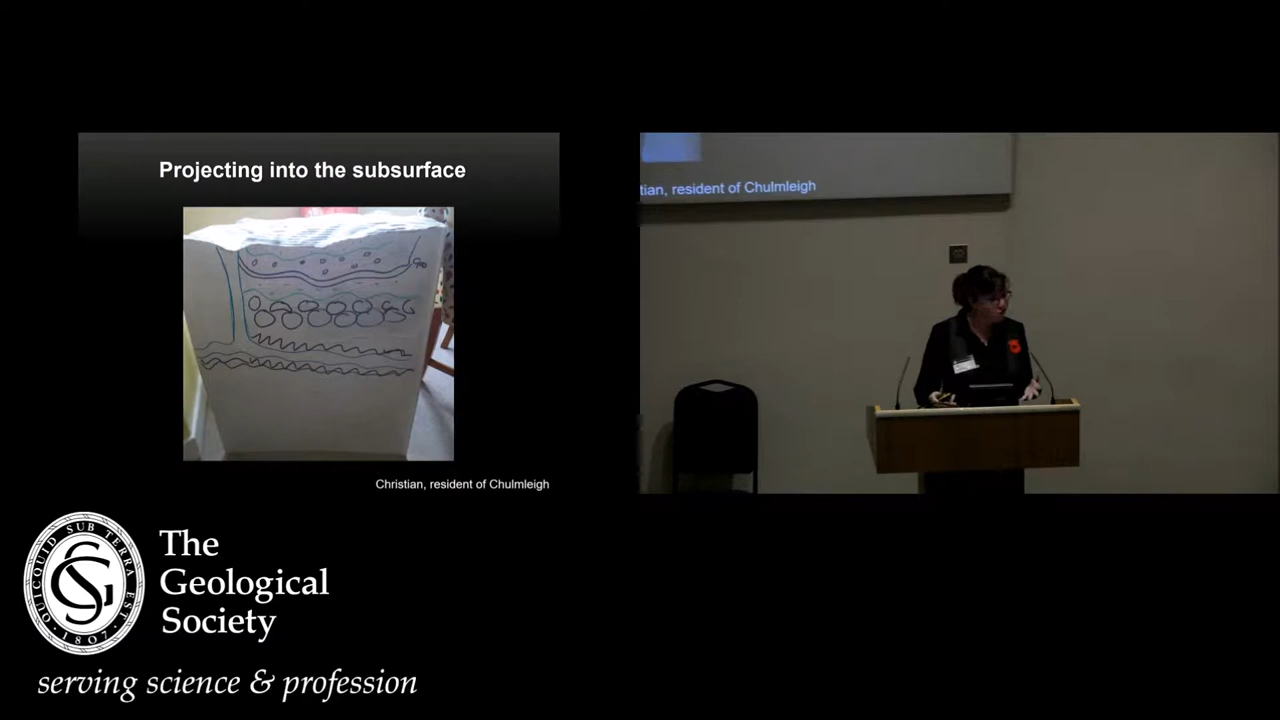 Projecting into the subsurface
Christian, resident of Chulmleigh
tian, resident of Chulmleigh
QUICQUID SUB TERRA EST
1807
The
Geological
Society
serving science & profession